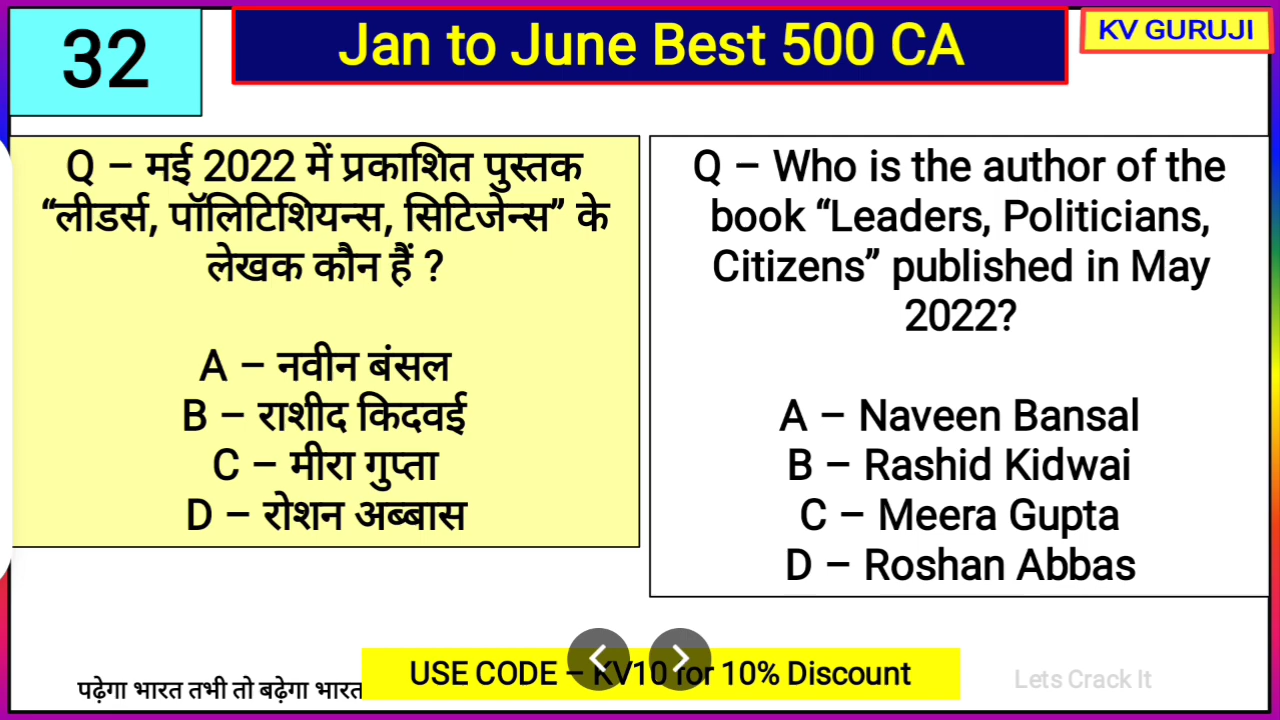 32
Jan to June Best 500 CA
KV GURUJI
Q – मई 2022 में प्रकाशित पुस्तक
“लीडर्स, पॉलिटिशियन्स, सिटिजेन्स” के
लेखक कौन हैं ?
A – नवीन बंसल
B – राशीद किदवई
C – मीरा गुप्ता
D – रोशन अब्बास
Q – Who is the author of the
book “Leaders, Politicians,
Citizens” published in May
2022?
A – Naveen Bansal
B – Rashid Kidwai
C – Meera Gupta
D – Roshan Abbas
पढ़ेगा भारत तभी तो बढ़ेगा भारत
USE CODE – KV10 for 10% Discount
Lets Crack It